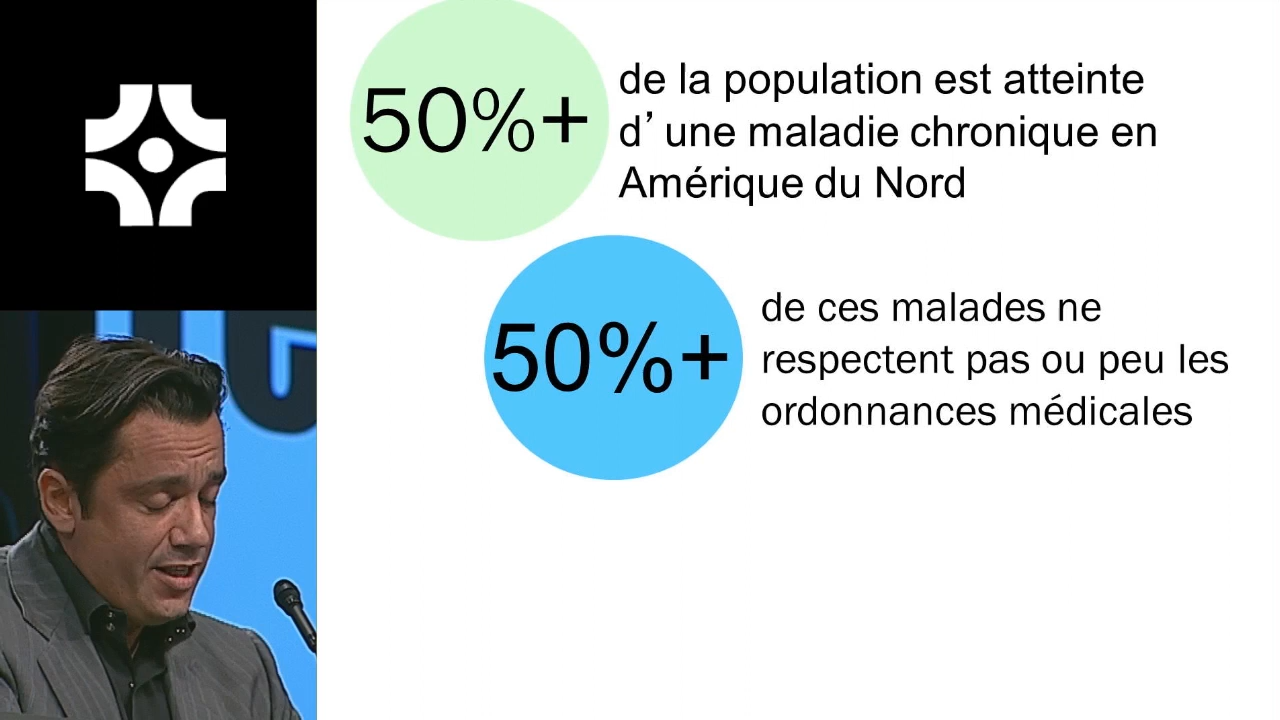 50%+
de la population est atteinte
d’ une maladie chronique en
Amérique du Nord
50%+
de ces malades ne
respectent pas ou peu les
ordonnances médicales